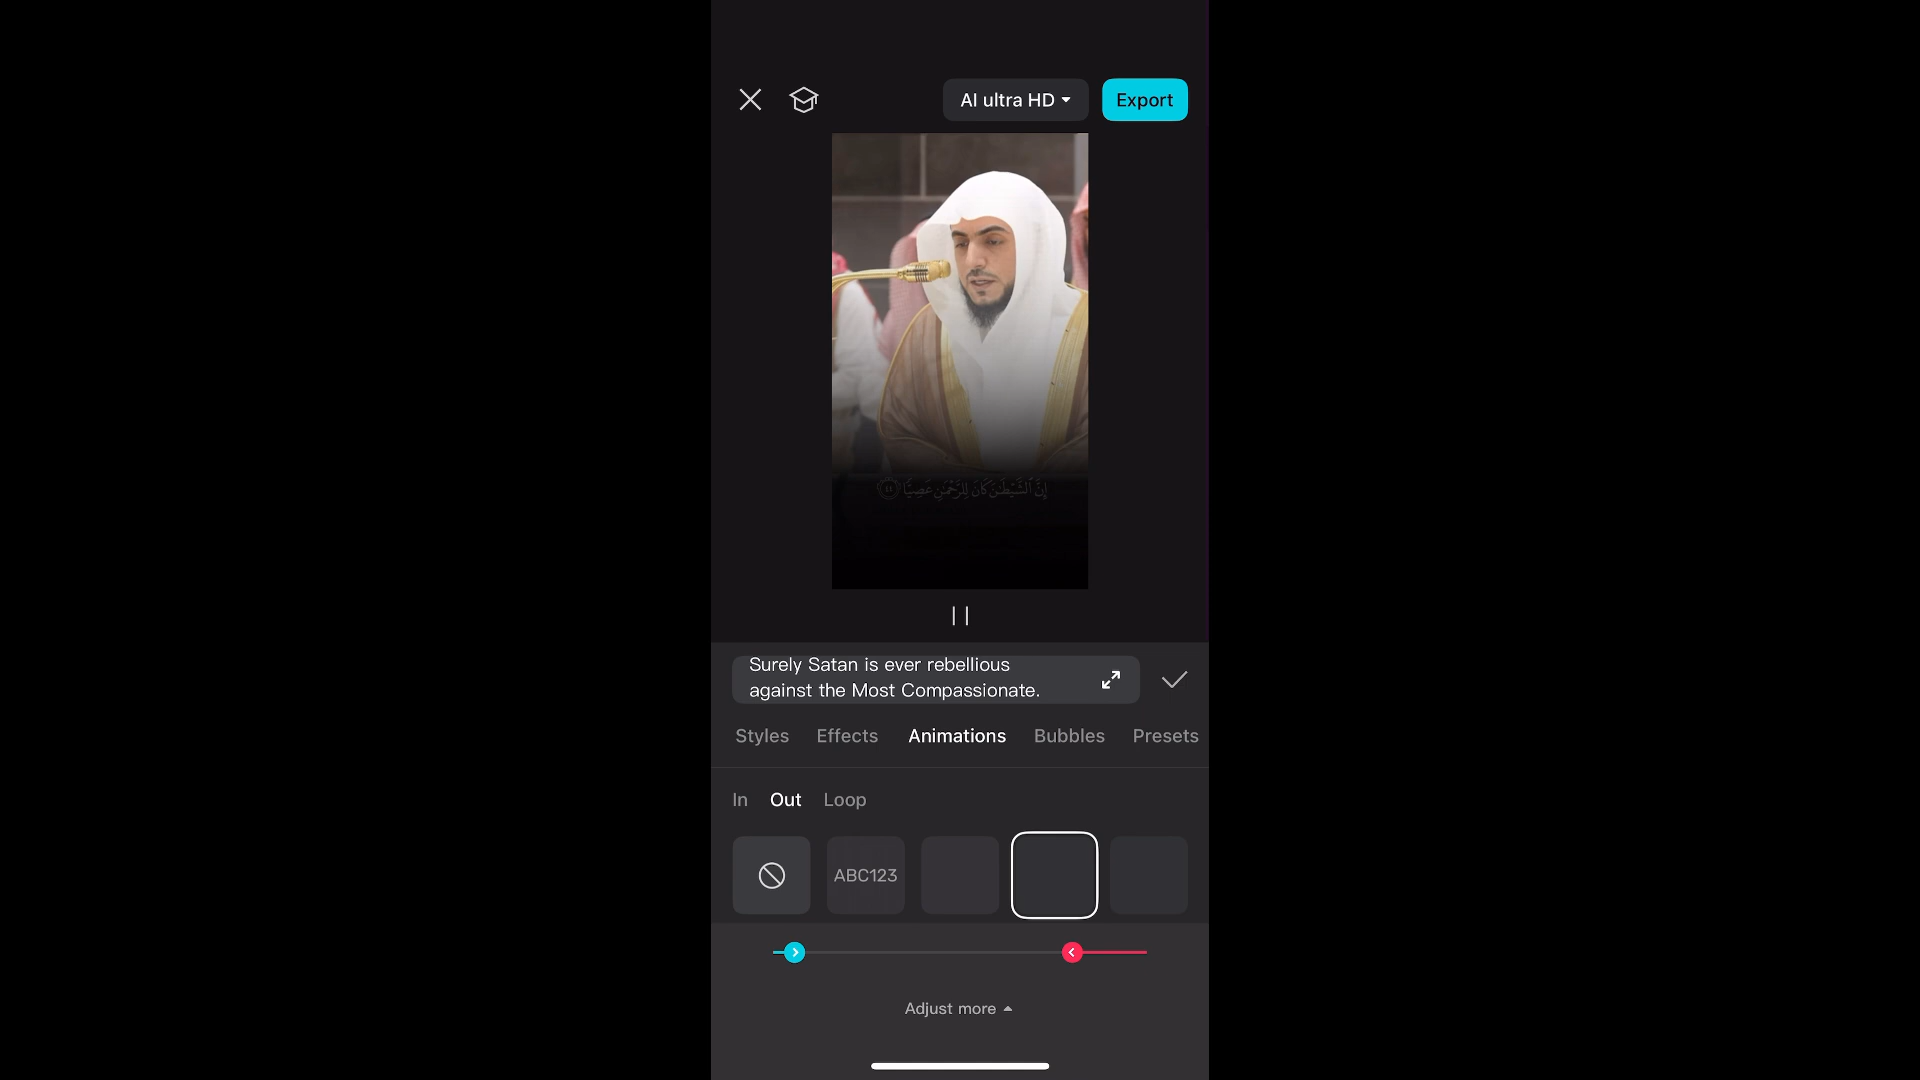 AI ultra HD
Export
إِنَّ ٱلشَّيْطَٰنَ كَانَ لِلرَّحْمَٰنِ عَصِيًّا ٤٤
Surely Satan is ever rebellious
against the Most Compassionate.
Styles Effects Animations Bubbles Presets
In Out Loop
ABC123
Adjust more